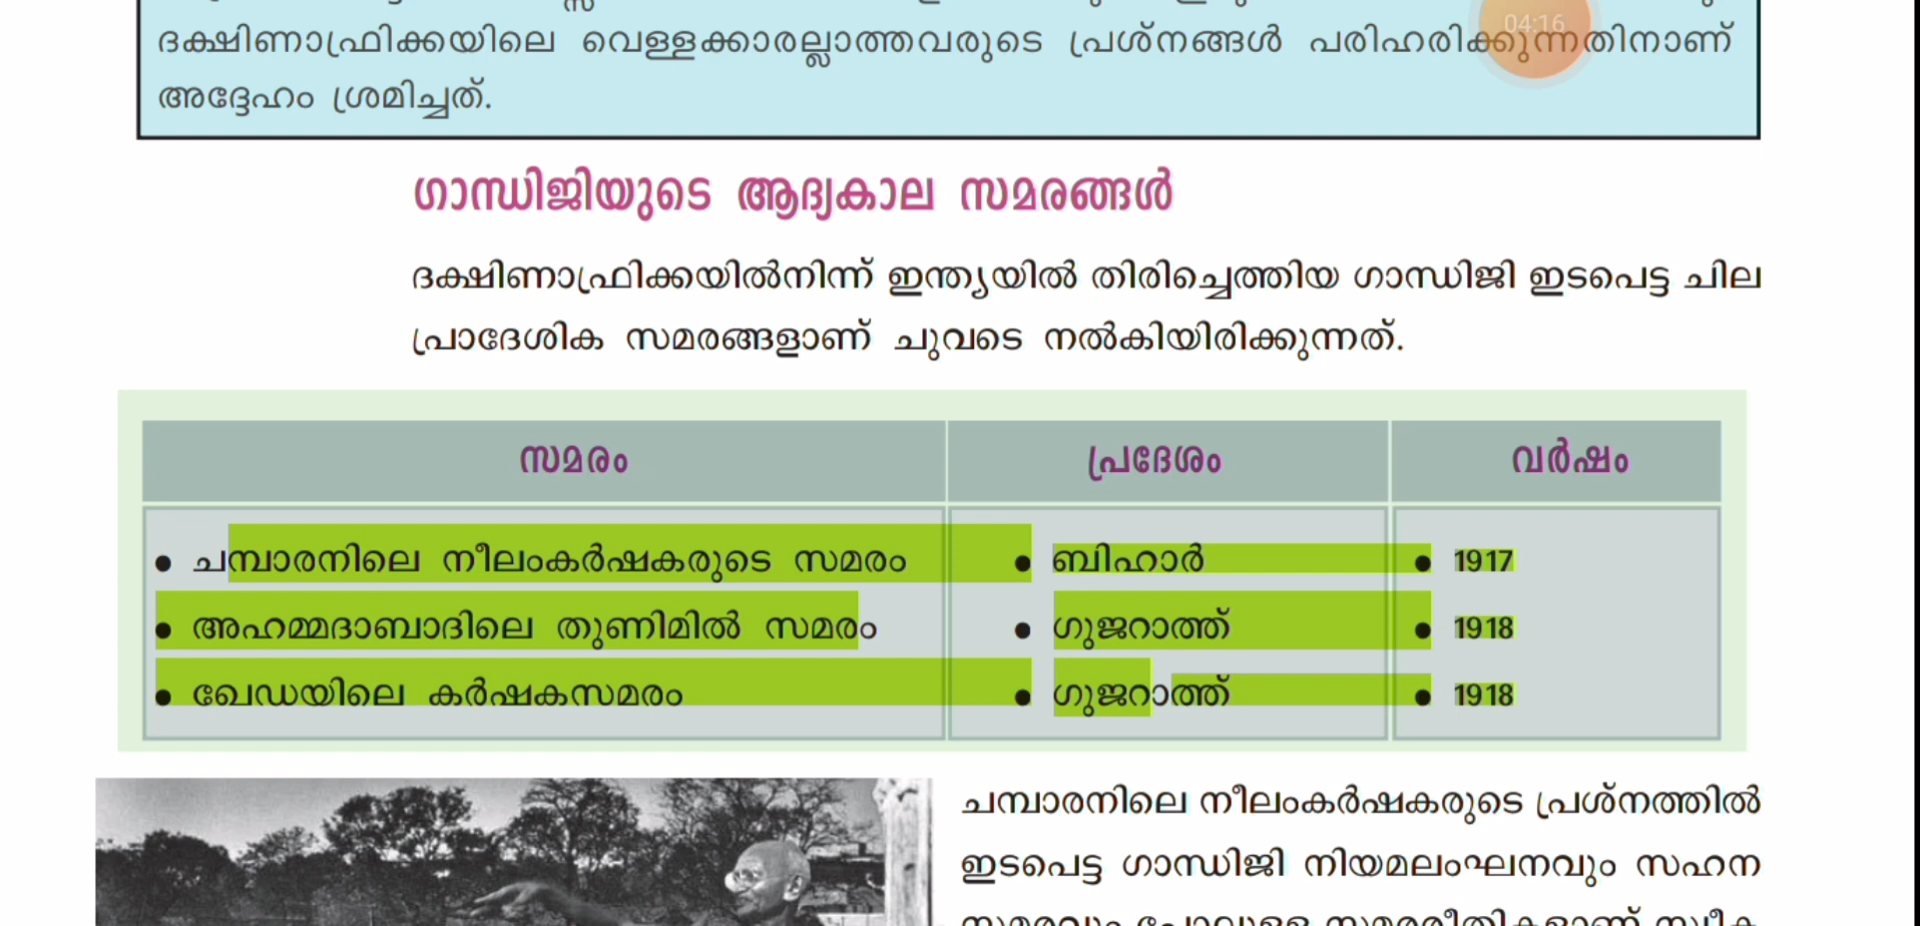 ദക്ഷിണാഫ്രിക്കയിലെ വെള്ളക്കാരല്ലാത്തവരുടെ പ്രശ്നങ്ങൾ പരിഹരിക്കുന്നതിനാണ്
04:16
അദ്ദേഹം ശ്രമിച്ചത്.
ഗാന്ധിജിയുടെ ആദ്യകാല സമരങ്ങൾ
ദക്ഷിണാഫ്രിക്കയിൽനിന്ന് ഇന്ത്യയിൽ തിരിച്ചെത്തിയ ഗാന്ധിജി ഇടപെട്ട ചില
പ്രാദേശിക സമരങ്ങളാണ് ചുവടെ നൽകിയിരിക്കുന്നത്.
സമരം പ്രദേശം വർഷം
• ചമ്പാരനിലെ നീലംകർഷകരുടെ സമരം • ബിഹാർ • 1917
• അഹമ്മദാബാദിലെ തുണിമിൽ സമരം • ഗുജറാത്ത് • 1918
• ഖേഡയിലെ കർഷകസമരം • ഗുജറാത്ത് • 1918
ചമ്പാരനിലെ നീലംകർഷകരുടെ പ്രശ്നത്തിൽ
ഇടപെട്ട ഗാന്ധിജി നിയമലംഘനവും സഹന